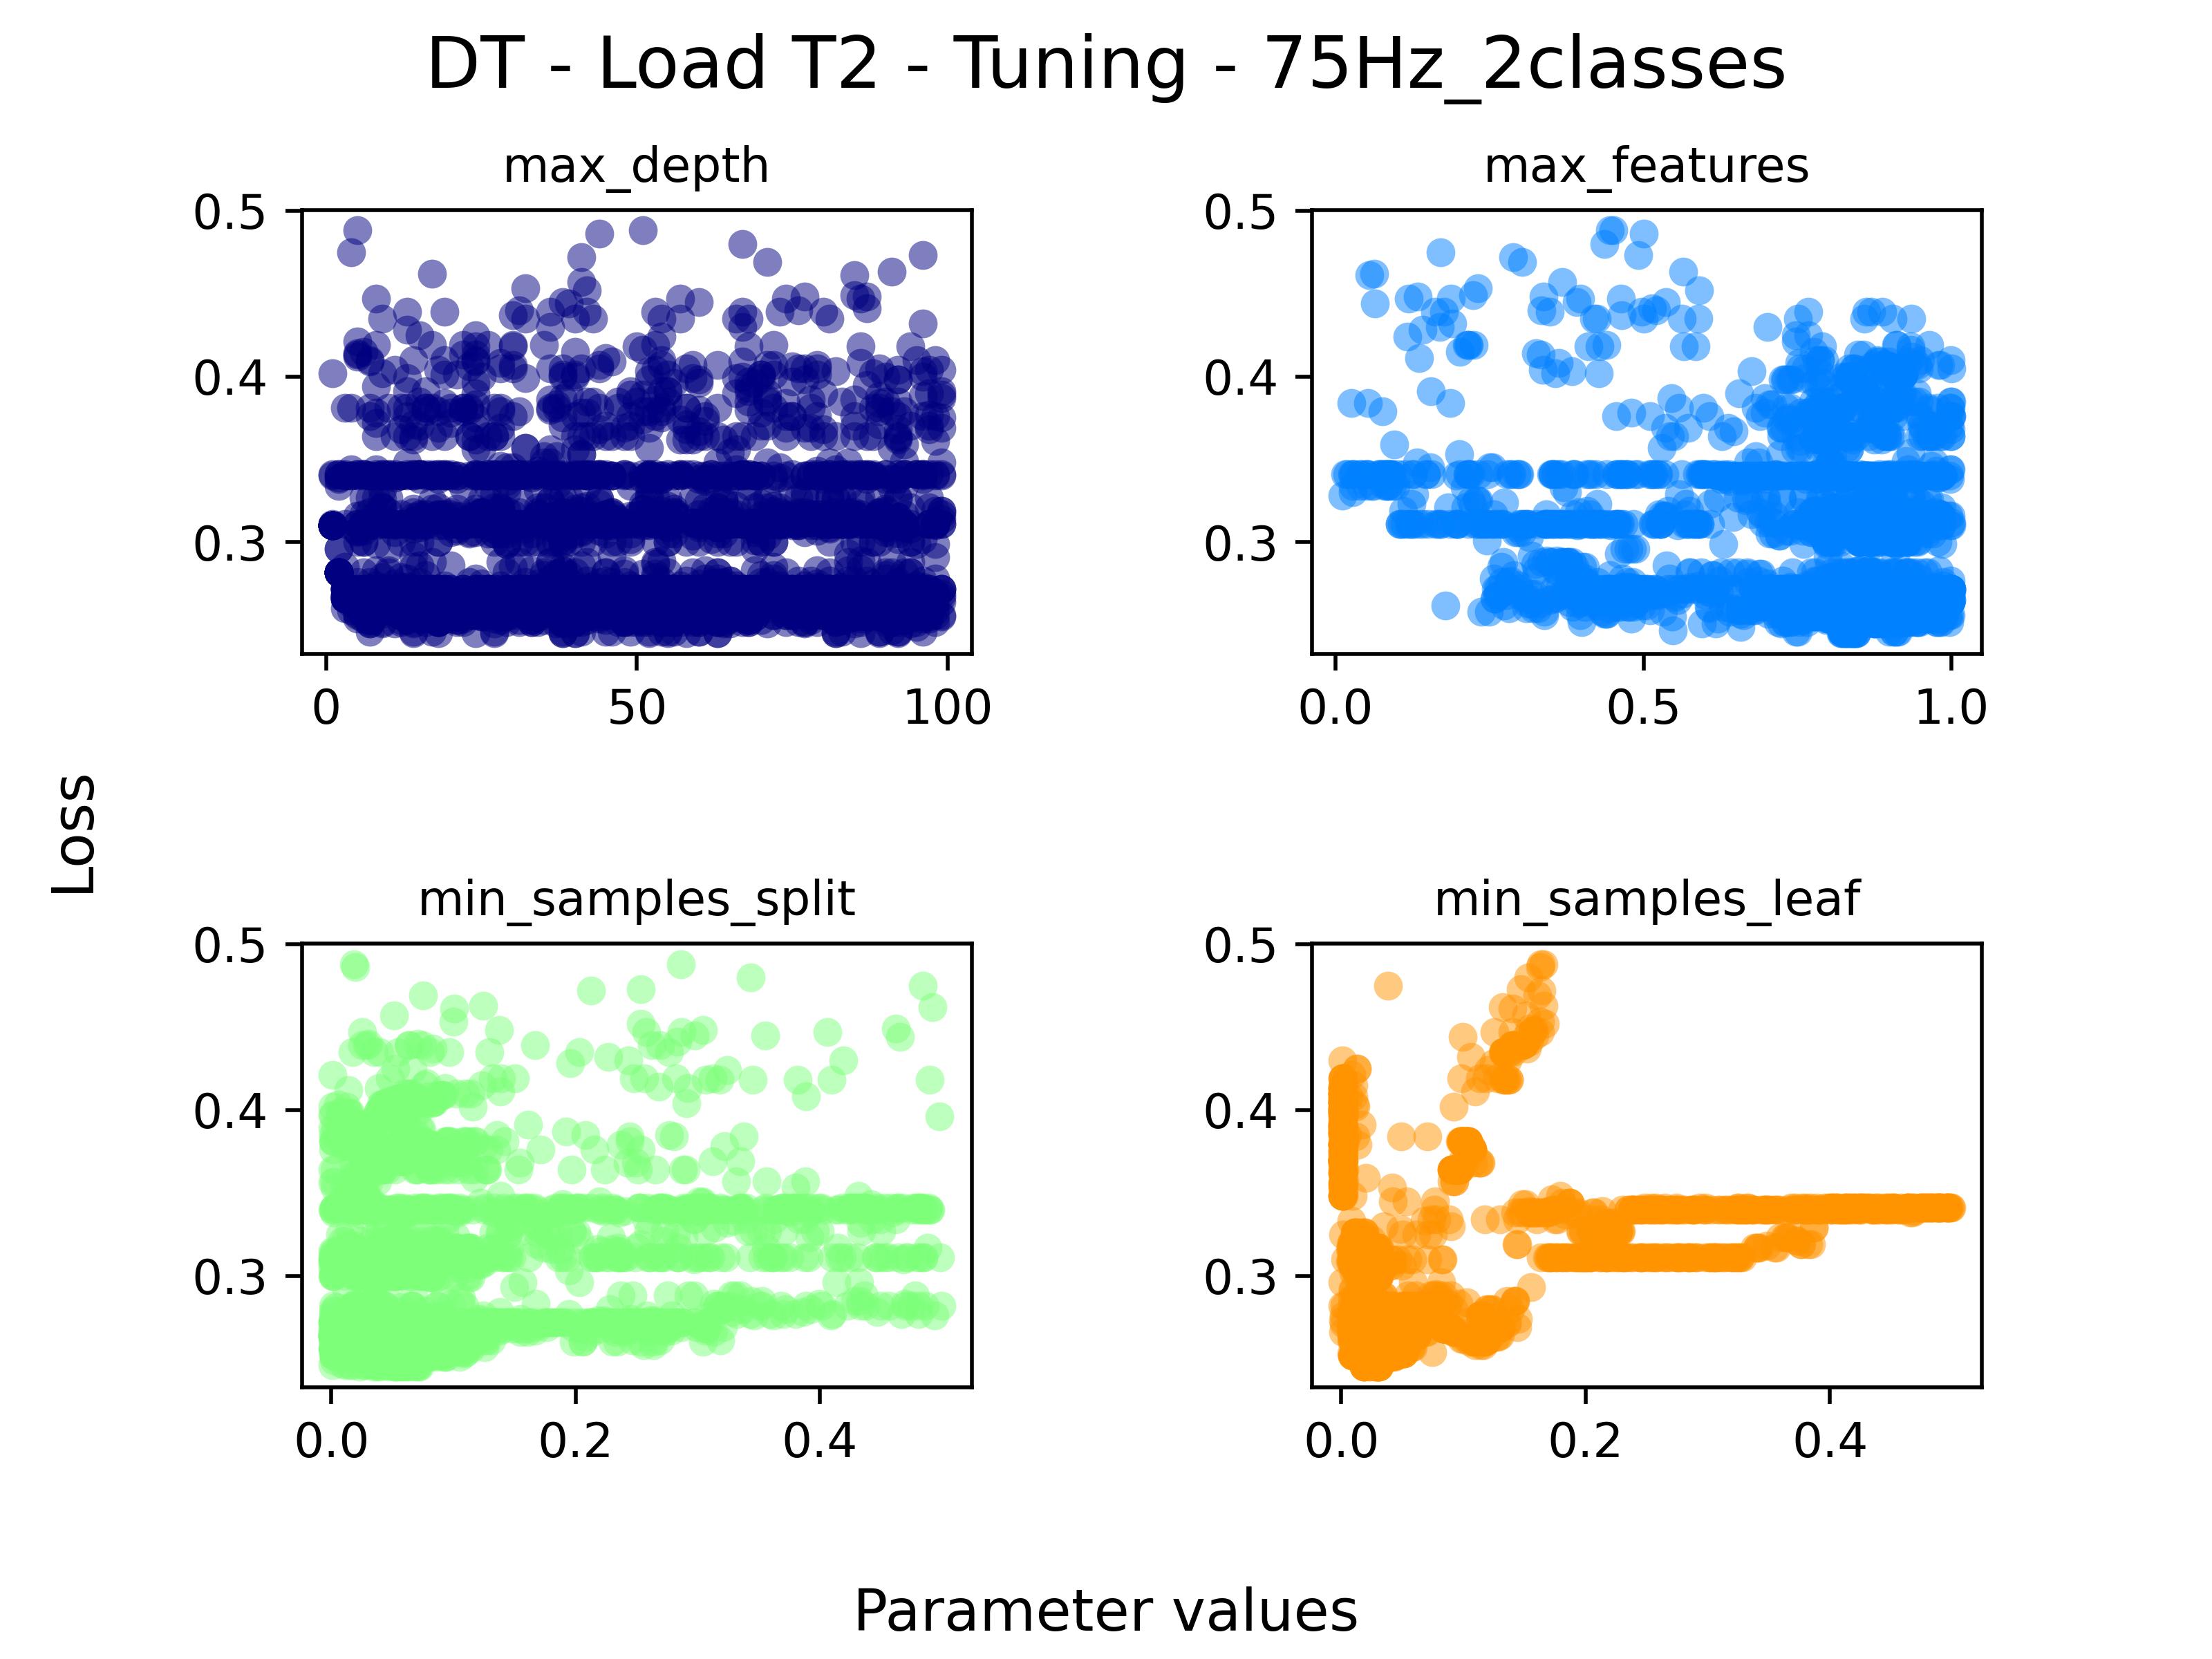 DT - Load T2 - Tuning - 75Hz_2classes
max_depth
0.5
0.4
0.3
0 50 100
max_features
0.5
0.4
0.3
0.0 0.5 1.0
Loss
min_samples_split
0.5
0.4
0.3
0.0 0.2 0.4
min_samples_leaf
0.5
0.4
0.3
0.0 0.2 0.4
Parameter values